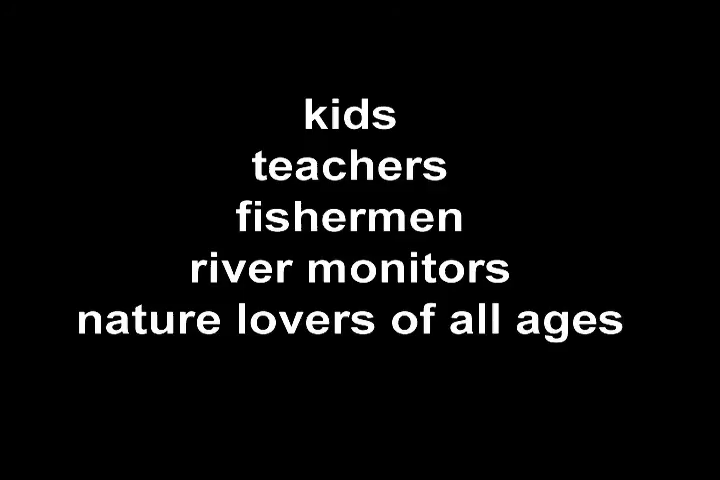 kids
teachers
fishermen
river monitors
nature lovers of all ages